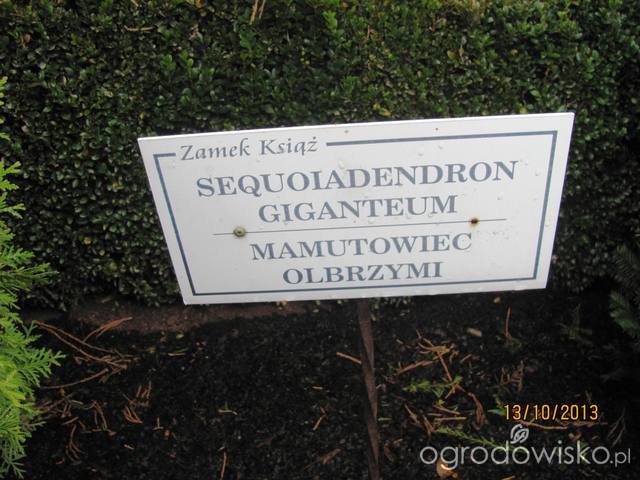 Zamek Książ
SEQUOIADENDRON
GIGANTEUM
MAMUTOWIEC
OLBRZYMI
13/10/2013
ogrodowisko.pl